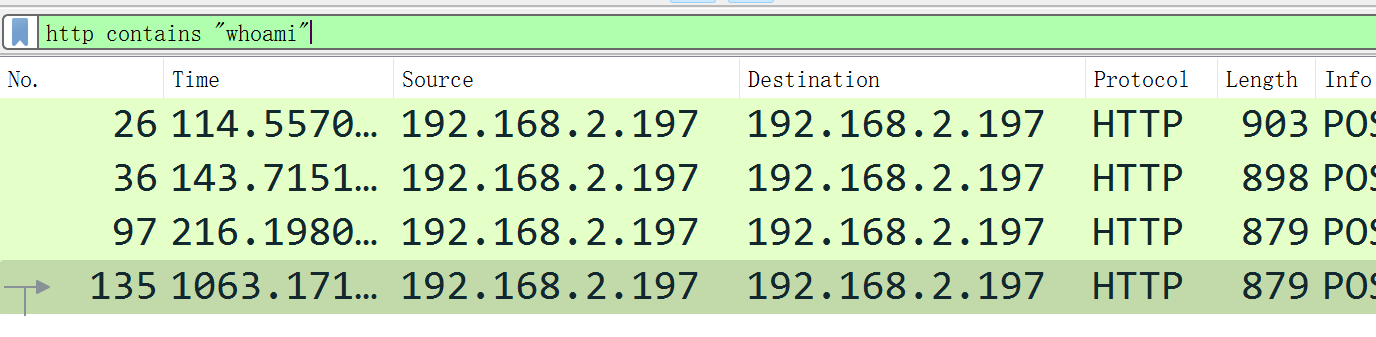 http contains "whoami"
No. Time Source Destination Protocol Length Info
26 114.5570… 192.168.2.197 192.168.2.197 HTTP 903 POS
36 143.7151… 192.168.2.197 192.168.2.197 HTTP 898 POS
97 216.1980… 192.168.2.197 192.168.2.197 HTTP 879 POS
135 1063.171… 192.168.2.197 192.168.2.197 HTTP 879 POS